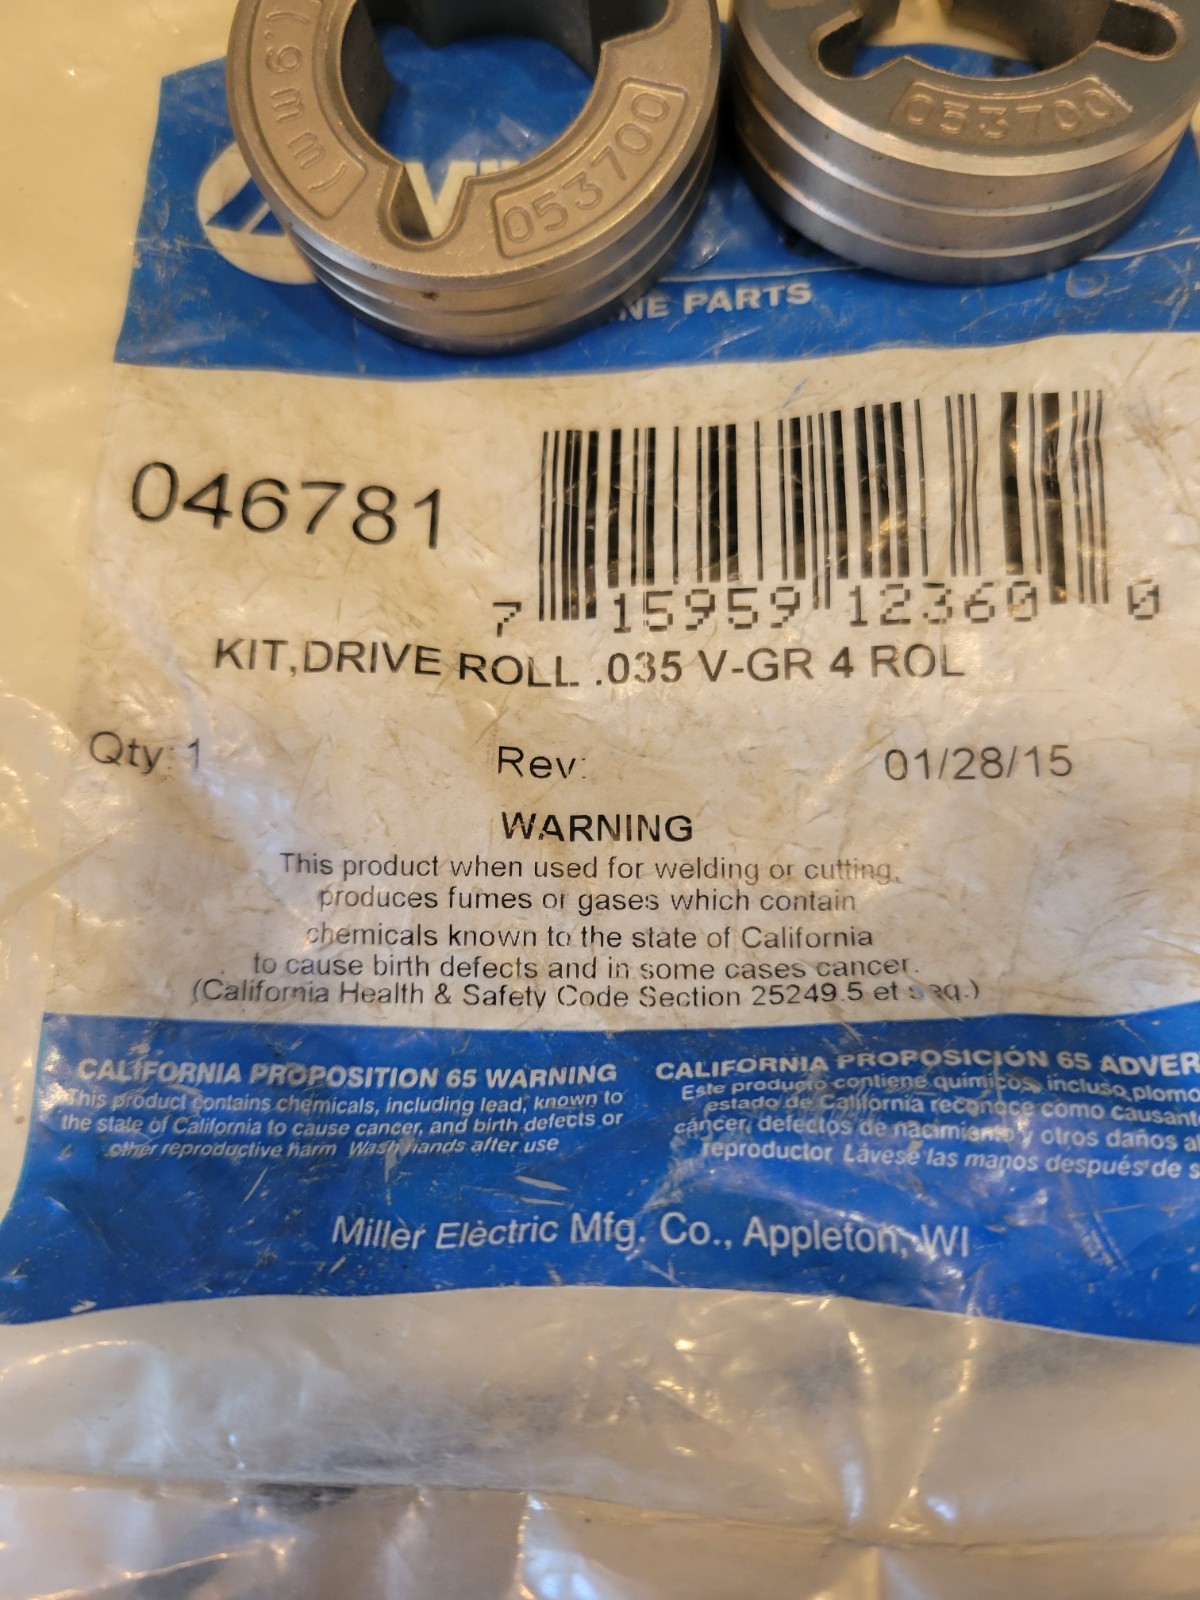 (.9mm)
053700
053700
NE PARTS
046781
7 15959 12360 0
KIT,DRIVE ROLL .035 V-GR 4 ROL
Qty: 1 Rev: 01/28/15
WARNING
This product when used for welding or cutting,
produces fumes or gases which contain
chemicals known to the state of California
to cause birth defects and in some cases cancer.
(California Health & Safety Code Section 25249.5 et seq.)
CALIFORNIA PROPOSITION 65 WARNING
This product contains chemicals, including lead, known to
the state of California to cause cancer, and birth defects or
other reproductive harm Wash hands after use
CALIFORNIA PROPOSICIÓN 65 ADVER
Este producto contiene químicos, incluso plomo
estado de California reconoce como causant
cáncer, defectos de nacimiento y otros daños a
reproductor Lávese las manos después de s
Miller Electric Mfg. Co., Appleton, WI